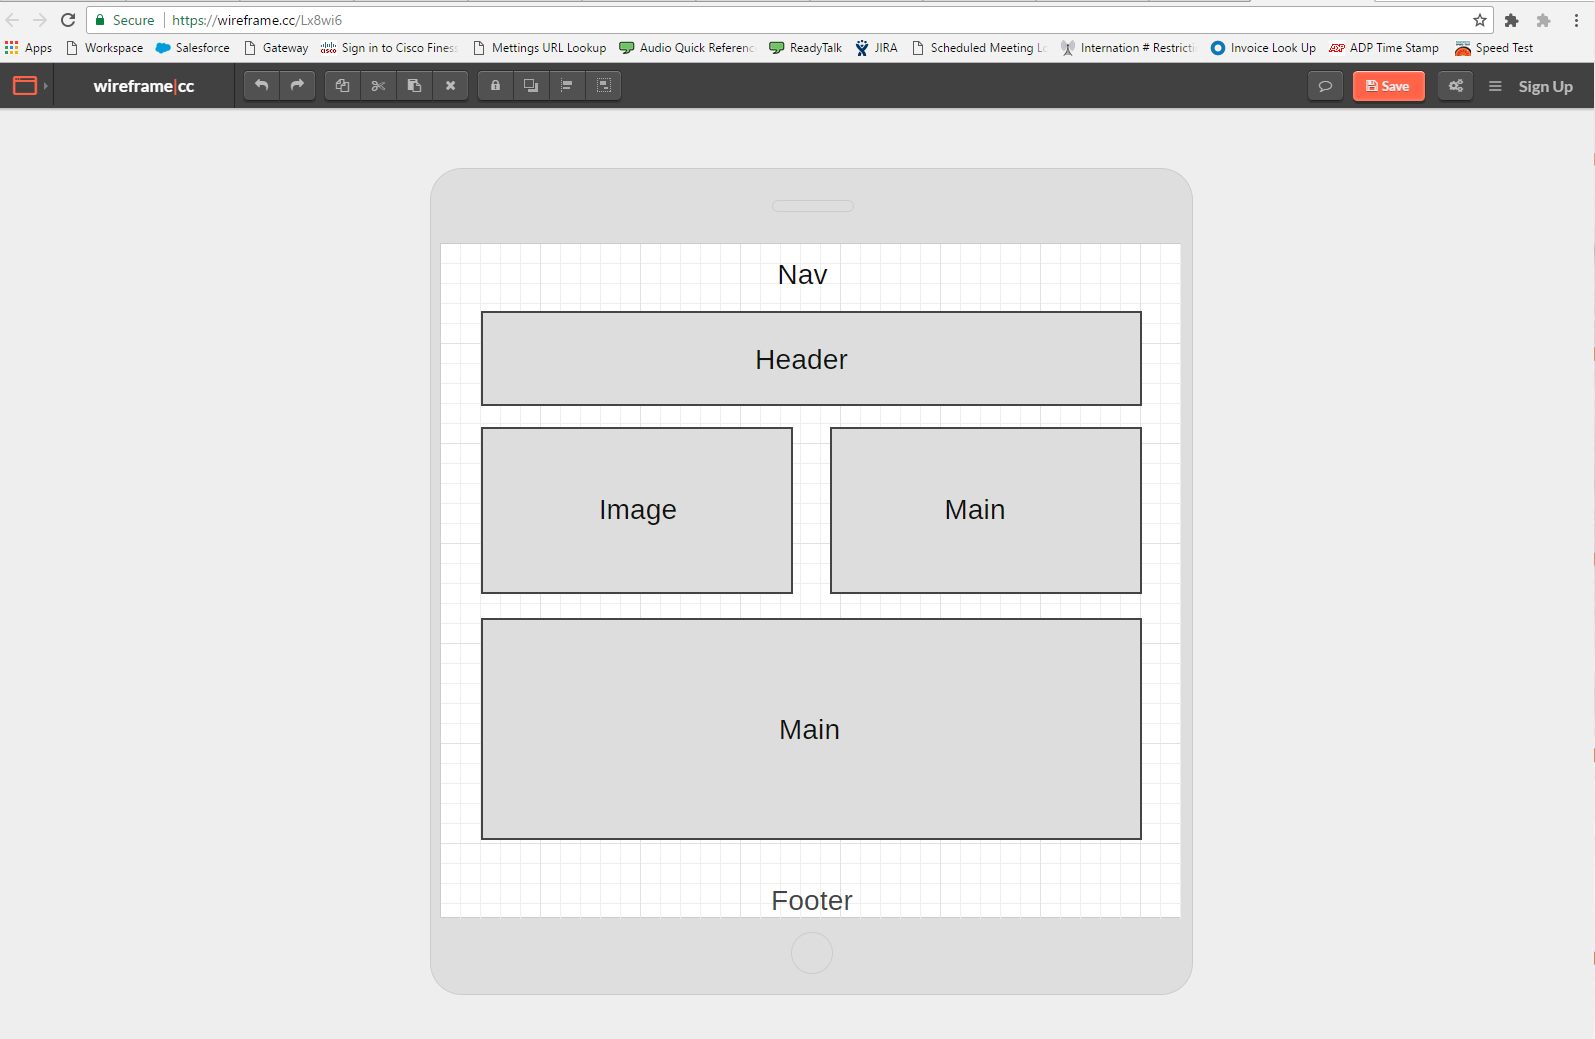 Secure https://wireframe.cc/Lx8wi6
Apps Workspace Salesforce Gateway Sign in to Cisco Finess Mettings URL Lookup Audio Quick Referenc ReadyTalk JIRA Scheduled Meeting Lo Internation # Restricti Invoice Look Up ADP Time Stamp Speed Test
wireframe|cc Save Sign Up
Nav
Header
Image Main
Main
Footer